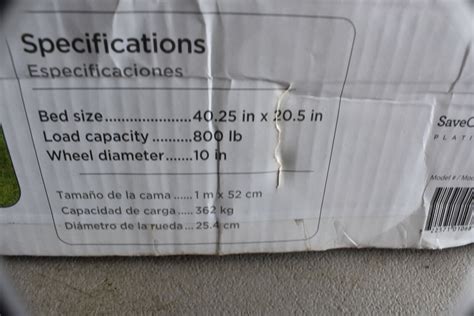 Specifications
Especificaciones
Bed size.....................40.25 in x 20.5 in
Load capacity...........800 lb
Wheel diameter.......10 in
Tamaño de la cama.....1 m x 52 cm
Capacidad de carga....362 kg
Diámetro de la rueda...25.4 cm
PLATI
Model #